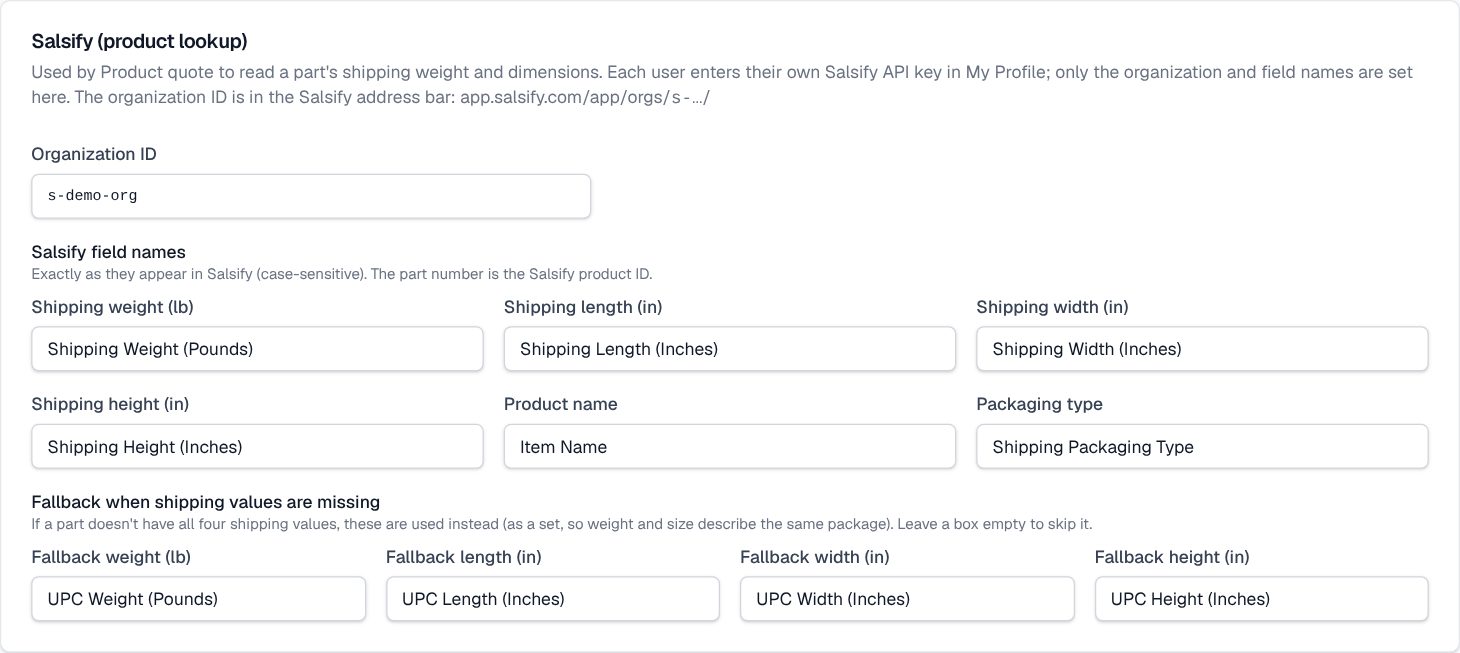 Salsify (product lookup)
Used by Product quote to read a part's shipping weight and dimensions. Each user enters their own Salsify API key in My Profile; only the organization and field names are set
here. The organization ID is in the Salsify address bar: app.salsify.com/app/orgs/s-…/
Organization ID
s-demo-org
Salsify field names
Exactly as they appear in Salsify (case-sensitive). The part number is the Salsify product ID.
Shipping weight (lb) Shipping length (in) Shipping width (in)
Shipping Weight (Pounds) Shipping Length (Inches) Shipping Width (Inches)
Shipping height (in) Product name Packaging type
Shipping Height (Inches) Item Name Shipping Packaging Type
Fallback when shipping values are missing
If a part doesn't have all four shipping values, these are used instead (as a set, so weight and size describe the same package). Leave a box empty to skip it.
Fallback weight (lb) Fallback length (in) Fallback width (in) Fallback height (in)
UPC Weight (Pounds) UPC Length (Inches) UPC Width (Inches) UPC Height (Inches)